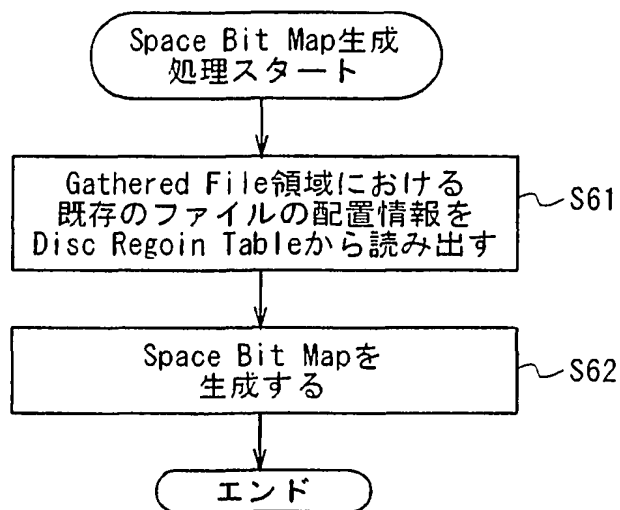 Space Bit Map生成
処理スタート
Gathered File領域における
既存のファイルの配置情報を
Disc Regoin Tableから読み出す
S61
Space Bit Mapを
生成する
S62
エンド